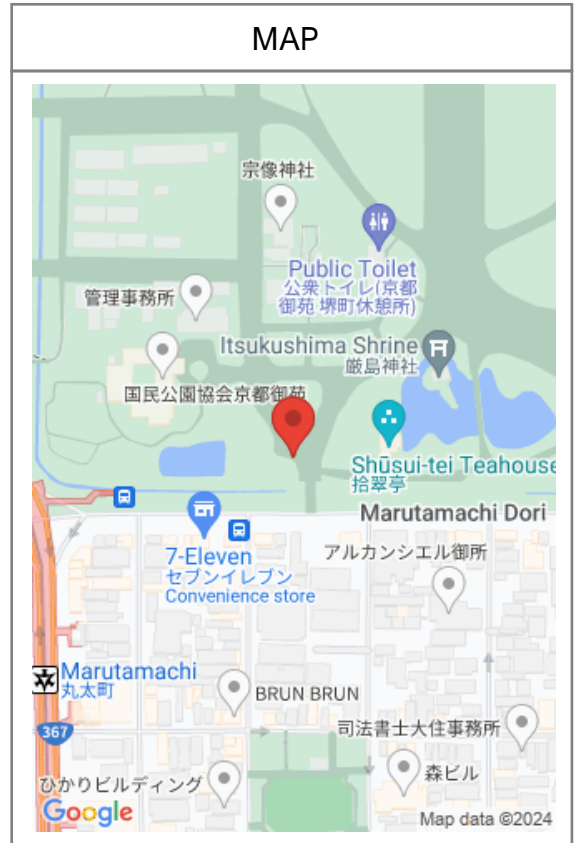 MAP
宗像神社
Public Toilet
公衆トイレ(京都
御苑 堺町休憩所)
管理事務所
Itsukushima Shrine
厳島神社
国民公園協会京都御苑
Shūsui-tei Teahouse
拾翠亭
Marutamachi Dori
7-Eleven
セブンイレブン
Convenience store
アルカンシエル御所
Marutamachi
丸太町
BRUN BRUN
367
司法書士大住事務所
森ビル
ひかりビルディング
Google
Map data ©2024